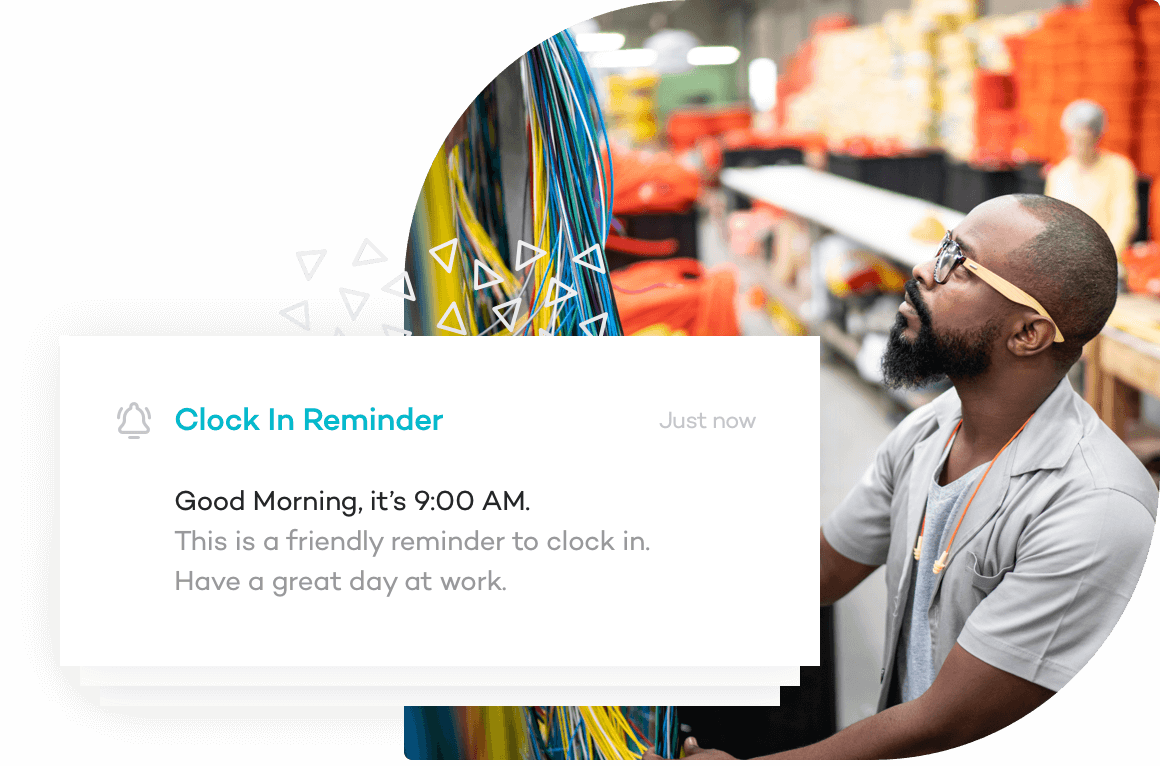 Clock In Reminder
Just now
Good Morning, it’s 9:00 AM.
This is a friendly reminder to clock in.
Have a great day at work.